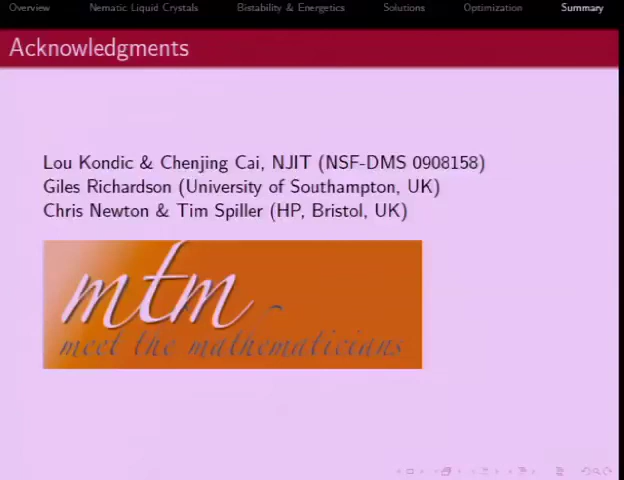 Overview Nematic Liquid Crystals Bistability & Energetics Solutions Optimization Summary
Acknowledgments
Lou Kondic & Chenjing Cai, NJIT (NSF-DMS 0908158)
Giles Richardson (University of Southampton, UK)
Chris Newton & Tim Spiller (HP, Bristol, UK)
mtm
meet the mathematicians